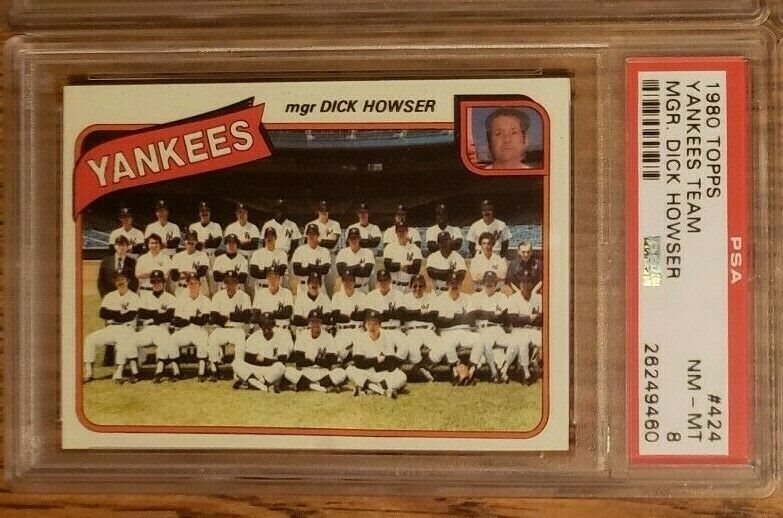 mgr DICK HOWSER
YANKEES
1980 TOPPS
YANKEES TEAM
MGR. DICK HOWSER
PSA
#424
NM - MT
8
26249460